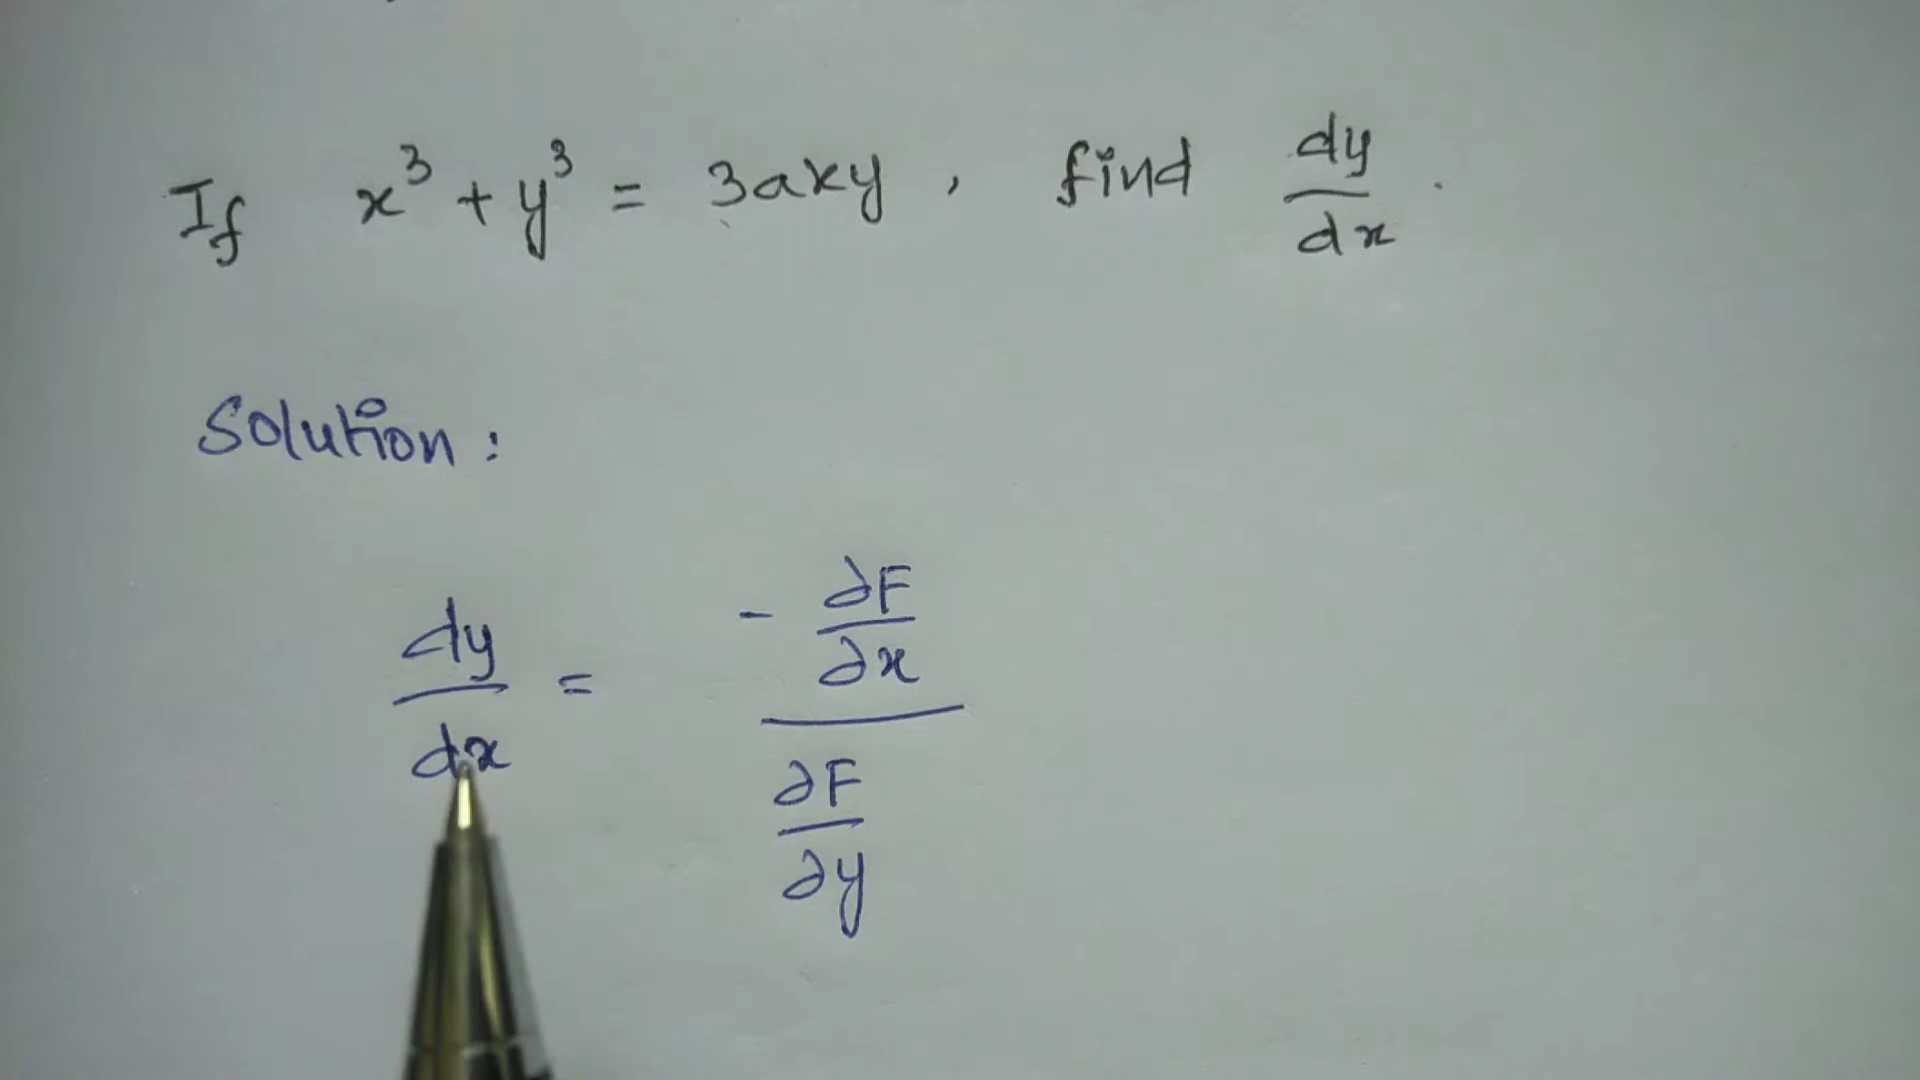 If x³ + y³ = 3axy, find dy/dx.
Solution:
dy/dx = - ∂F/∂x / ∂F/∂y